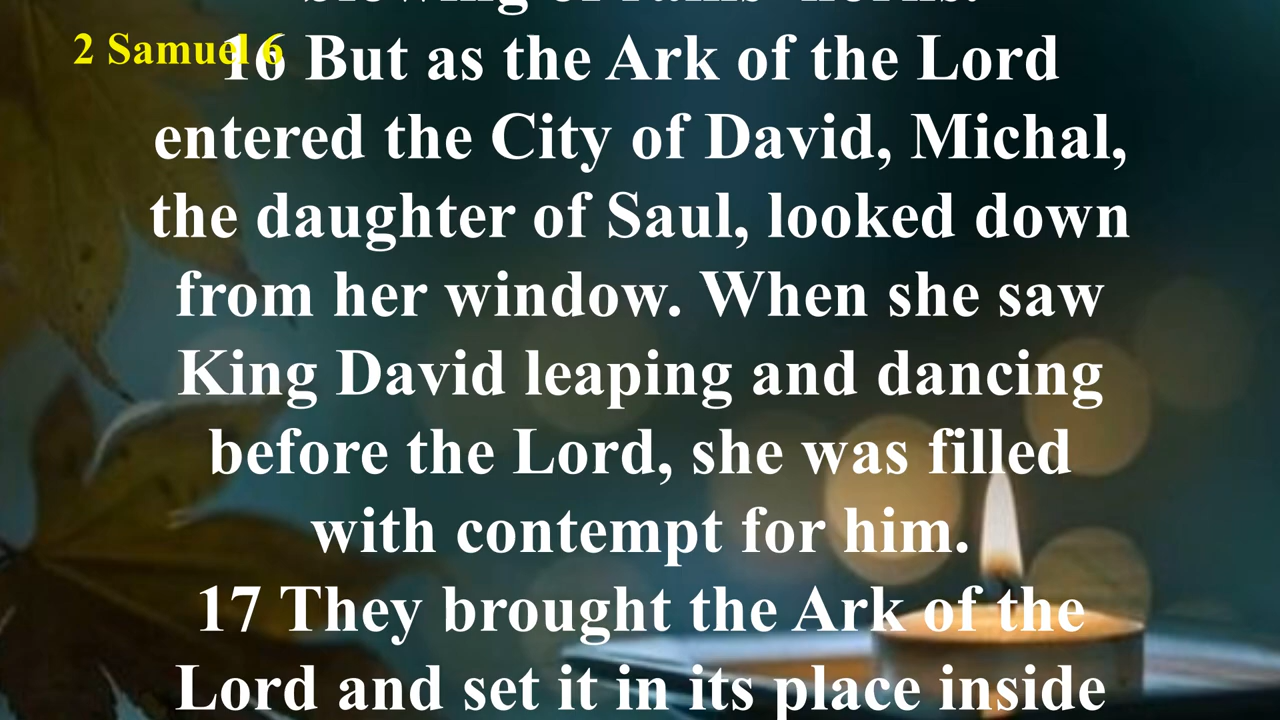 2 Samuel 6
16 But as the Ark of the Lord
entered the City of David, Michal,
the daughter of Saul, looked down
from her window. When she saw
King David leaping and dancing
before the Lord, she was filled
with contempt for him.
17 They brought the Ark of the
Lord and set it in its place inside